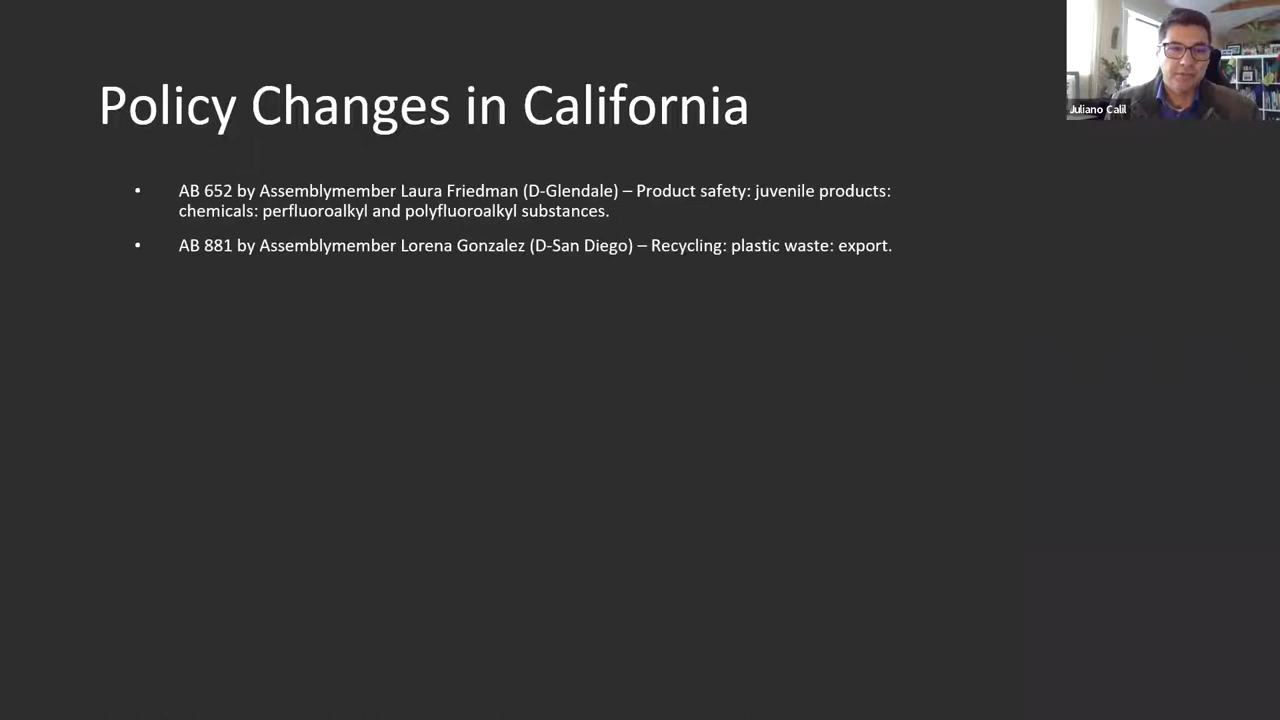 Policy Changes in California
Juliano Calil
• AB 652 by Assemblymember Laura Friedman (D-Glendale) – Product safety: juvenile products:
chemicals: perfluoroalkyl and polyfluoroalkyl substances.
• AB 881 by Assemblymember Lorena Gonzalez (D-San Diego) – Recycling: plastic waste: export.